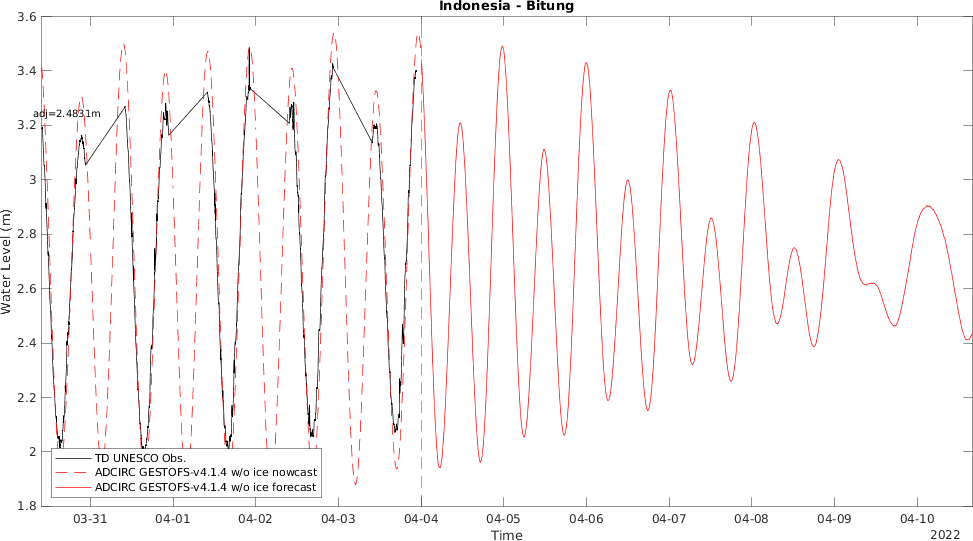 Indonesia - Bitung
3.6
3.4
adj=2.4831m
3.2
3
2.8
2.6
2.4
2.2
2
1.8
Water Level (m)
TD UNESCO Obs.
ADCIRC GESTOFS-v4.1.4 w/o ice nowcast
ADCIRC GESTOFS-v4.1.4 w/o ice forecast
03-31 04-01 04-02 04-03 04-04 04-05 04-06 04-07 04-08 04-09 04-10
Time
2022